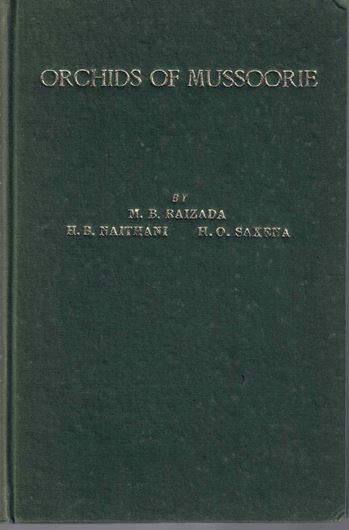 ORCHIDS OF MUSSOORIE
BY
M. B. RAIZADA
H. B. NAITHANI H. O. SAXENA